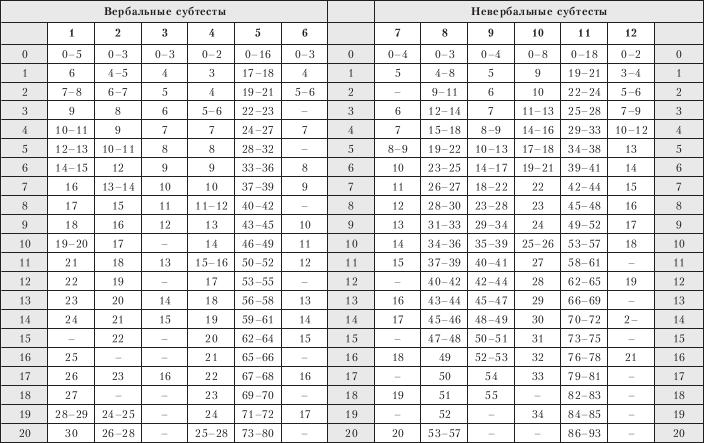 Вербальные субтесты Невербальные субтесты
1 2 3 4 5 6 7 8 9 10 11 12
0 0–5 0–3 0–3 0–2 0–16 0–3 0 0–4 0–3 0–4 0–8 0–18 0–2 0
1 6 4–5 4 3 17–18 4 1 5 4–8 5 9 19–21 3–4 1
2 7–8 6–7 5 4 19–21 5–6 2 – 9–11 6 10 22–24 5–6 2
3 9 8 6 5–6 22–23 – 3 6 12–14 7 11–13 25–28 7–9 3
4 10–11 9 7 7 24–27 7 4 7 15–18 8–9 14–16 29–33 10–12 4
5 12–13 10–11 8 8 28–32 – 5 8–9 19–22 10–13 17–18 34–38 13 5
6 14–15 12 9 9 33–36 8 6 10 23–25 14–17 19–21 39–41 14 6
7 16 13–14 10 10 37–39 9 7 11 26–27 18–22 22 42–44 15 7
8 17 15 11 11–12 40–42 – 8 12 28–30 23–28 23 45–48 16 8
9 18 16 12 13 43–45 10 9 13 31–33 29–34 24 49–52 17 9
10 19–20 17 – 14 46–49 11 10 14 34–36 35–39 25–26 53–57 18 10
11 21 18 13 15–16 50–52 12 11 15 37–39 40–41 27 58–61 – 11
12 22 19 – 17 53–55 – 12 – 40–42 42–44 28 62–65 19 12
13 23 20 14 18 56–58 13 13 16 43–44 45–47 29 66–69 – 13
14 24 21 15 19 59–61 14 14 17 45–46 48–49 30 70–72 2– 14
15 – 22 – 20 62–64 15 15 – 47–48 50–51 31 73–75 – 15
16 25 – – 21 65–66 – 16 18 49 52–53 32 76–78 21 16
17 26 23 16 22 67–68 16 17 – 50 54 33 79–81 – 17
18 27 – – 23 69–70 – 18 19 51 55 – 82–83 – 18
19 28–29 24–25 – 24 71–72 17 19 – 52 – 34 84–85 – 19
20 30 26–28 – 25–28 73–80 – 20 20 53–57 – – 86–93 – 20